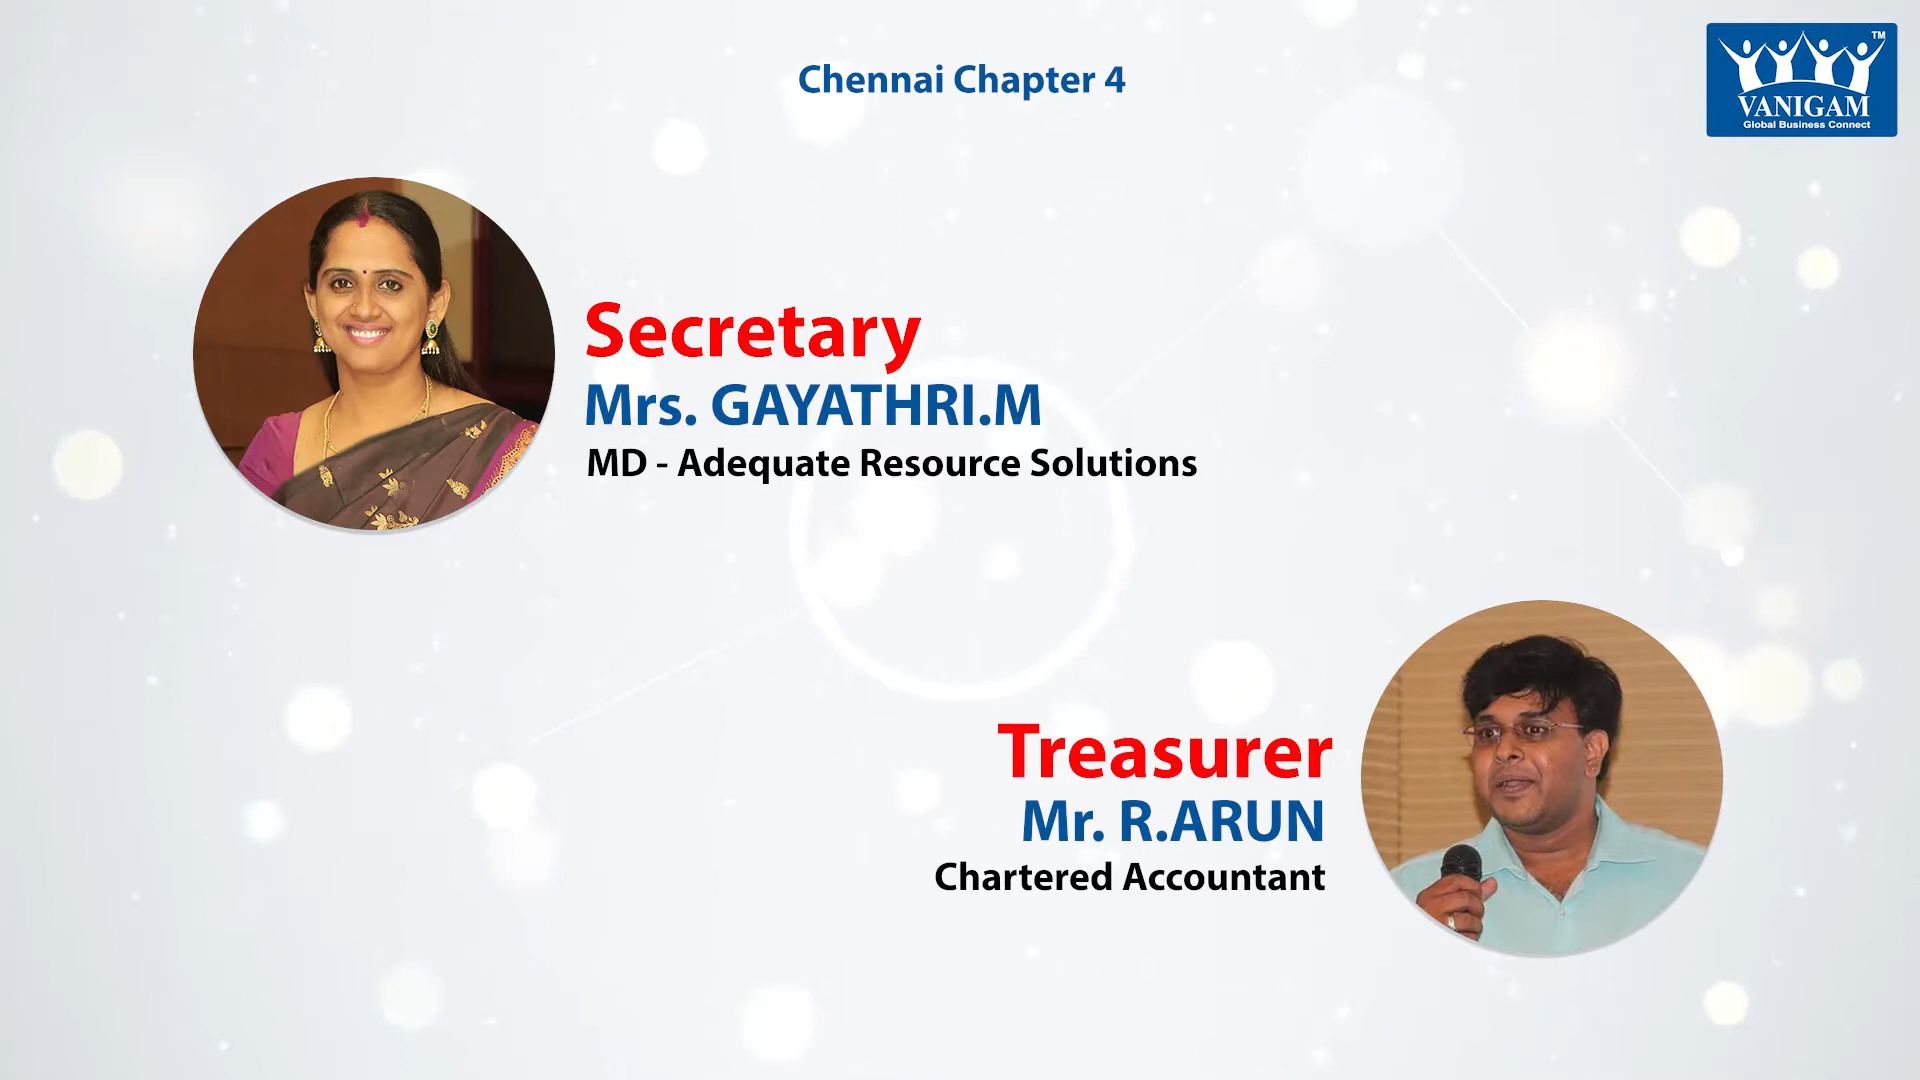 Chennai Chapter 4
TM
VANIGAM
Global Business Connect
Secretary
Mrs. GAYATHRI.M
MD - Adequate Resource Solutions
Treasurer
Mr. R.ARUN
Chartered Accountant